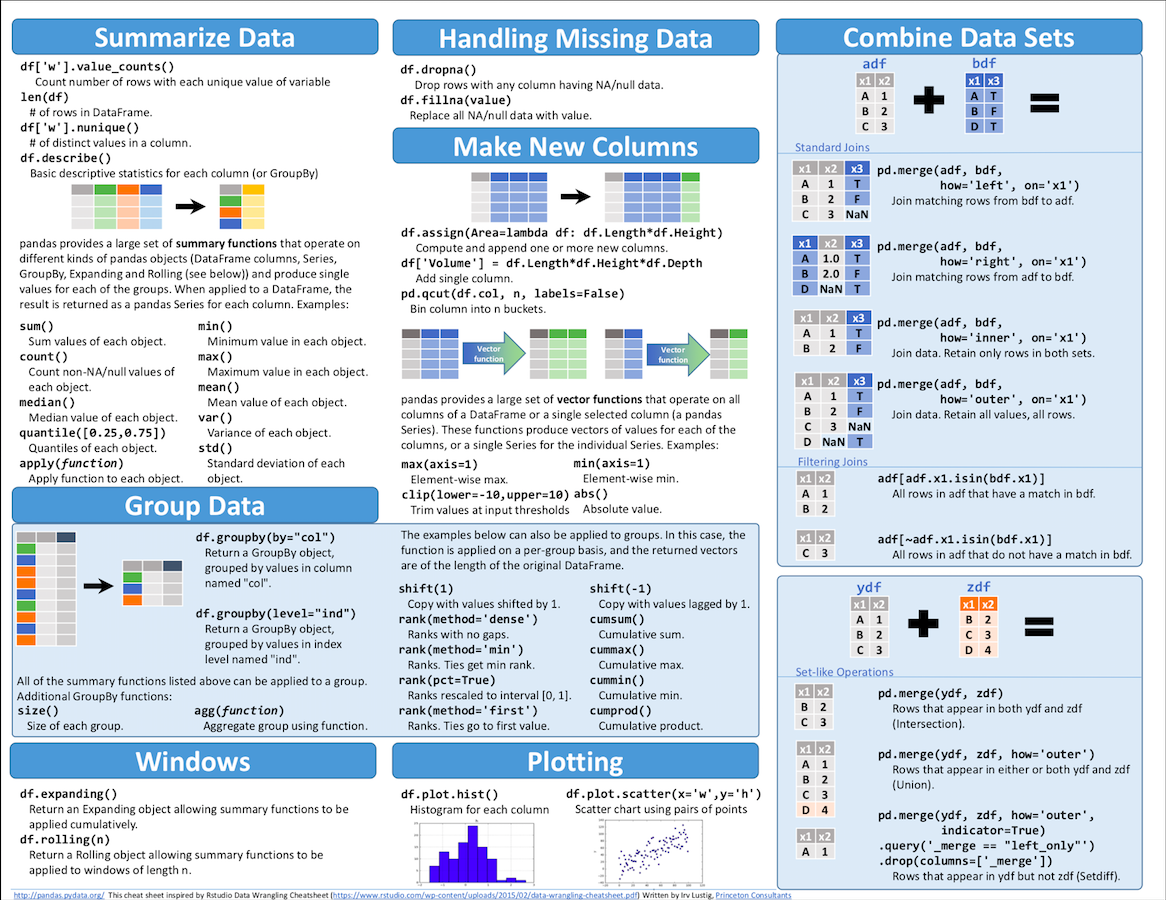 Summarize Data
df['w'].value_counts()
Count number of rows with each unique value of variable
len(df)
# of rows in DataFrame.
df['w'].nunique()
# of distinct values in a column.
df.describe()
Basic descriptive statistics for each column (or GroupBy)
pandas provides a large set of summary functions that operate on
different kinds of pandas objects (DataFrame columns, Series,
GroupBy, Expanding and Rolling (see below)) and produce single
values for each of the groups. When applied to a DataFrame, the
result is returned as a pandas Series for each column. Examples:
sum()
Sum values of each object.
count()
Count non-NA/null values of
each object.
median()
Median value of each object.
quantile([0.25,0.75])
Quantiles of each object.
apply(function)
Apply function to each object.
min()
Minimum value in each object.
max()
Maximum value in each object.
mean()
Mean value of each object.
var()
Variance of each object.
std()
Standard deviation of each
object.
Group Data
df.groupby(by="col")
Return a GroupBy object,
grouped by values in column
named "col".
df.groupby(level="ind")
Return a GroupBy object,
grouped by values in index
level named "ind".
All of the summary functions listed above can be applied to a group.
Additional GroupBy functions:
size()
Size of each group.
agg(function)
Aggregate group using function.
Windows
df.expanding()
Return an Expanding object allowing summary functions to be
applied cumulatively.
df.rolling(n)
Return a Rolling object allowing summary functions to be
applied to windows of length n.
Handling Missing Data
df.dropna()
Drop rows with any column having NA/null data.
df.fillna(value)
Replace all NA/null data with value.
Make New Columns
df.assign(Area=lambda df: df.Length*df.Height)
Compute and append one or more new columns.
df['Volume'] = df.Length*df.Height*df.Depth
Add single column.
pd.qcut(df.col, n, labels=False)
Bin column into n buckets.
Vector
function
Vector
function
pandas provides a large set of vector functions that operate on all
columns of a DataFrame or a single selected column (a pandas
Series). These functions produce vectors of values for each of the
columns, or a single Series for the individual Series. Examples:
max(axis=1)
Element-wise max.
clip(lower=-10,upper=10)
Trim values at input thresholds
min(axis=1)
Element-wise min.
abs()
Absolute value.
The examples below can also be applied to groups. In this case, the
function is applied on a per-group basis, and the returned vectors
are of the length of the original DataFrame.
shift(1)
Copy with values shifted by 1.
rank(method='dense')
Ranks with no gaps.
rank(method='min')
Ranks. Ties get min rank.
rank(pct=True)
Ranks rescaled to interval [0, 1].
rank(method='first')
Ranks. Ties go to first value.
shift(-1)
Copy with values lagged by 1.
cumsum()
Cumulative sum.
cummax()
Cumulative max.
cummin()
Cumulative min.
cumprod()
Cumulative product.
Plotting
df.plot.hist()
Histogram for each column
df.plot.scatter(x='w',y='h')
Scatter chart using pairs of points
Combine Data Sets
adf
x1 x2
A 1
B 2
C 3
bdf
x1 x3
A T
B F
D T
Standard Joins
x1 x2 x3
A 1 T
B 2 F
C 3 NaN
pd.merge(adf, bdf,
how='left', on='x1')
Join matching rows from bdf to adf.
x1 x2 x3
A 1.0 T
B 2.0 F
D NaN T
pd.merge(adf, bdf,
how='right', on='x1')
Join matching rows from adf to bdf.
x1 x2 x3
A 1 T
B 2 F
pd.merge(adf, bdf,
how='inner', on='x1')
Join data. Retain only rows in both sets.
x1 x2 x3
A 1 T
B 2 F
C 3 NaN
D NaN T
pd.merge(adf, bdf,
how='outer', on='x1')
Join data. Retain all values, all rows.
Filtering Joins
x1 x2
A 1
B 2
adf[adf.x1.isin(bdf.x1)]
All rows in adf that have a match in bdf.
x1 x2
C 3
adf[~adf.x1.isin(bdf.x1)]
All rows in adf that do not have a match in bdf.
ydf
x1 x2
A 1
B 2
C 3
zdf
x1 x2
B 2
C 3
D 4
Set-like Operations
x1 x2
B 2
C 3
pd.merge(ydf, zdf)
Rows that appear in both ydf and zdf
(Intersection).
x1 x2
A 1
B 2
C 3
D 4
pd.merge(ydf, zdf, how='outer')
Rows that appear in either or both ydf and zdf
(Union).
x1 x2
A 1
pd.merge(ydf, zdf, how='outer',
indicator=True)
.query('_merge == "left_only"')
.drop(columns=['_merge'])
Rows that appear in ydf but not zdf (Setdiff).
http://pandas.pydata.org/ This cheat sheet inspired by Rstudio Data Wrangling Cheatsheet (https://www.rstudio.com/wp-content/uploads/2015/02/data-wrangling-cheatsheet.pdf) Written by Irv Lustig, Princeton Consultants